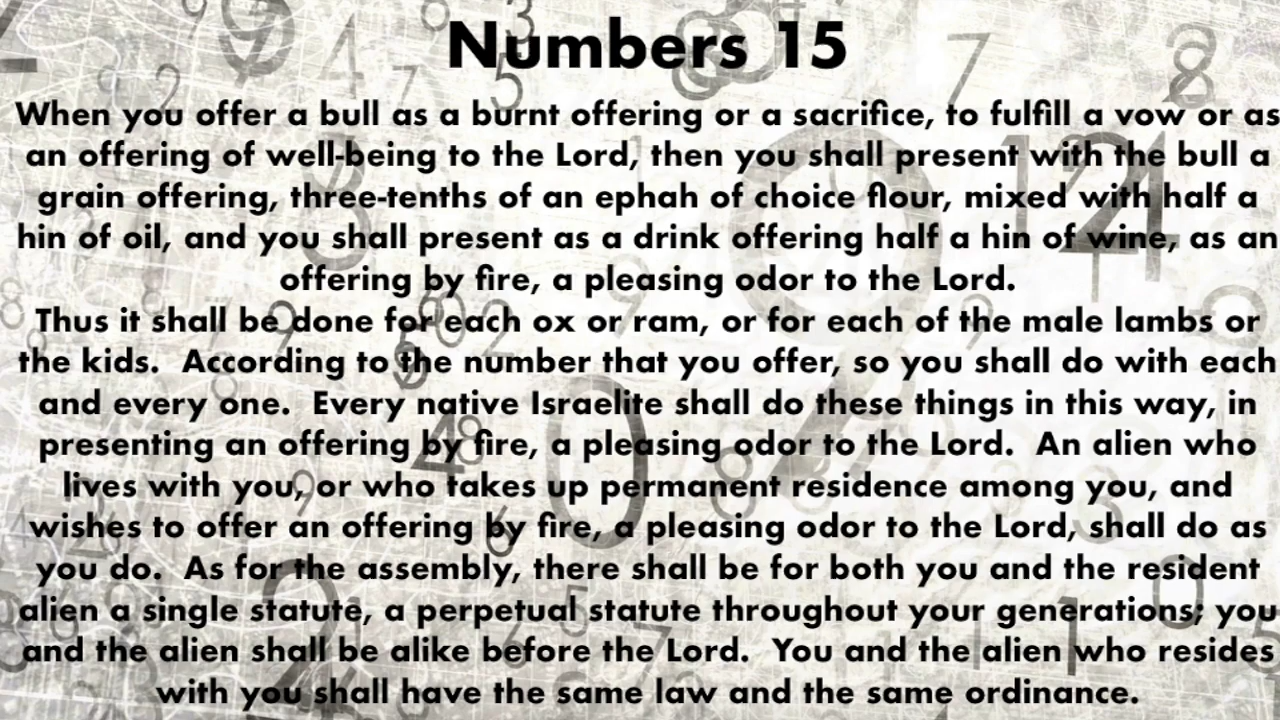 Numbers 15
When you offer a bull as a burnt offering or a sacrifice, to fulfill a vow or as
an offering of well-being to the Lord, then you shall present with the bull a
grain offering, three-tenths of an ephah of choice flour, mixed with half a
hin of oil, and you shall present as a drink offering half a hin of wine, as an
offering by fire, a pleasing odor to the Lord.
Thus it shall be done for each ox or ram, or for each of the male lambs or
the kids.  According to the number that you offer, so you shall do with each
and every one.  Every native Israelite shall do these things in this way, in
presenting an offering by fire, a pleasing odor to the Lord.  An alien who
lives with you, or who takes up permanent residence among you, and
wishes to offer an offering by fire, a pleasing odor to the Lord, shall do as
you do.  As for the assembly, there shall be for both you and the resident
alien a single statute, a perpetual statute throughout your generations; you
and the alien shall be alike before the Lord.  You and the alien who resides
with you shall have the same law and the same ordinance.